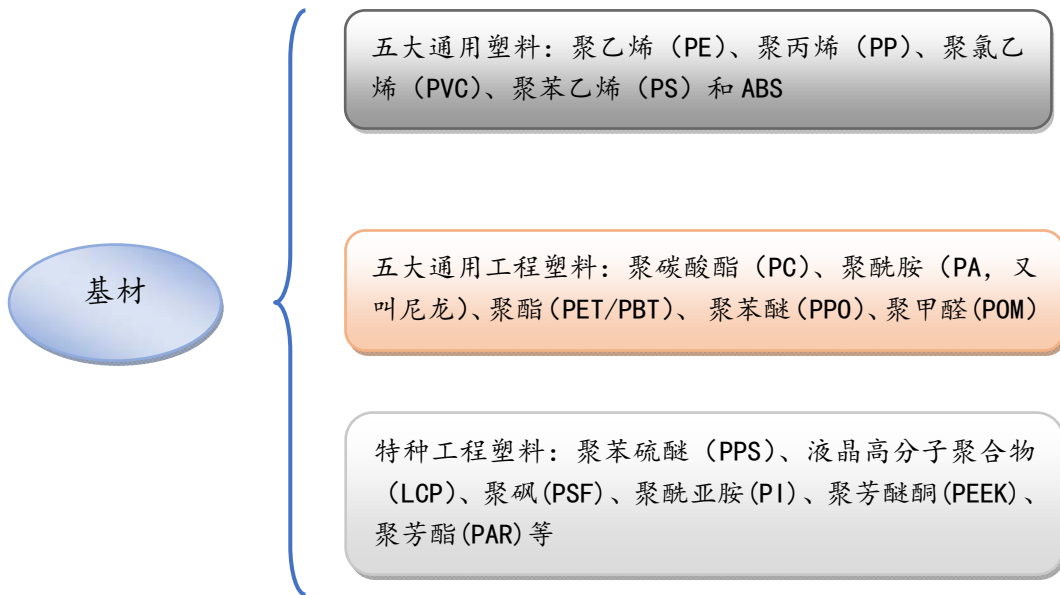 五大通用塑料：聚乙烯（PE）、聚丙烯（PP）、聚氯乙
烯（PVC）、聚苯乙烯（PS）和 ABS
基材
五大通用工程塑料：聚碳酸酯（PC）、聚酰胺（PA，又
叫尼龙）、聚酯(PET/PBT）、 聚苯醚(PPO)、聚甲醛(POM)
特种工程塑料：聚苯硫醚（PPS）、液晶高分子聚合物
（LCP）、聚砜(PSF)、聚酰亚胺(PI)、聚芳醚酮(PEEK)、
聚芳酯(PAR)等